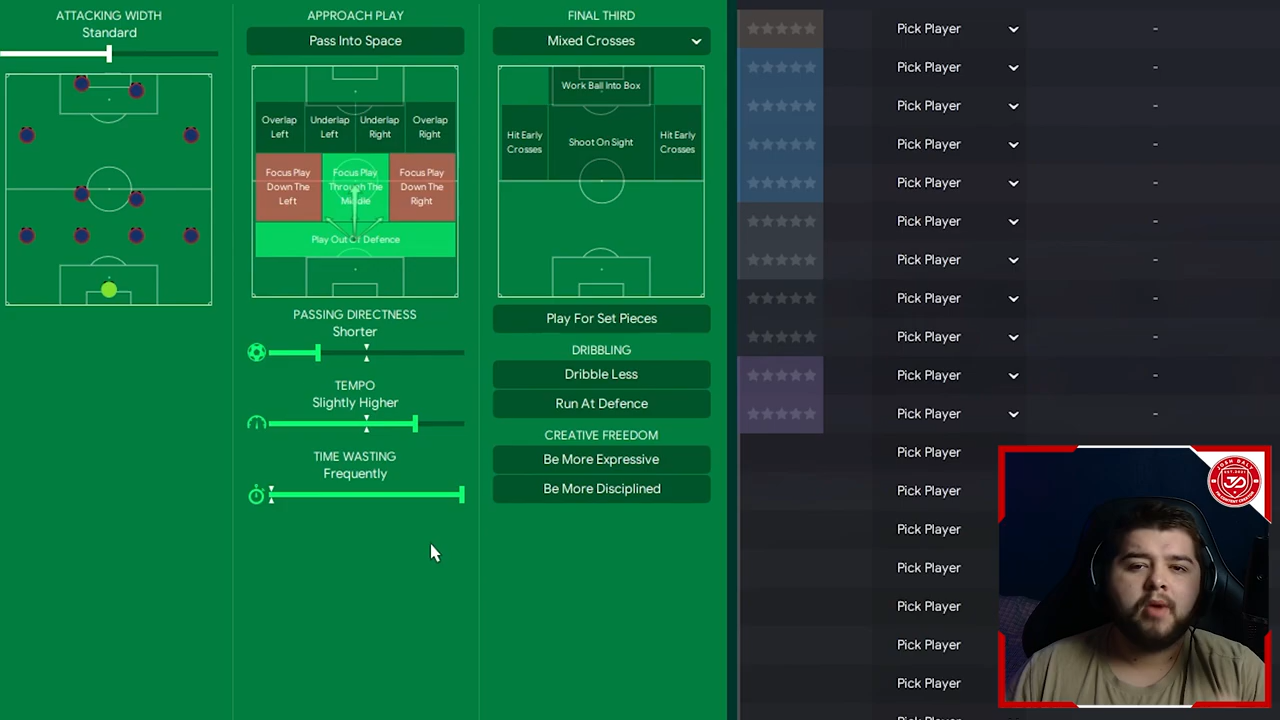 ATTACKING WIDTH
Standard
APPROACH PLAY
Pass Into Space
Overlap
Left
Underlap
Left
Underlap
Right
Overlap
Right
Focus Play
Down The
Left
Focus Play
Through The
Middle
Focus Play
Down The
Right
Play Out Of Defence
PASSING DIRECTNESS
Shorter
TEMPO
Slightly Higher
TIME WASTING
Frequently
FINAL THIRD
Mixed Crosses
Work Ball Into Box
Hit Early
Crosses
Shoot On Sight
Hit Early
Crosses
Play For Set Pieces
DRIBBLING
Dribble Less
Run At Defence
CREATIVE FREEDOM
Be More Expressive
Be More Disciplined
Pick Player -
Pick Player -
Pick Player -
Pick Player -
Pick Player -
Pick Player -
Pick Player -
Pick Player -
Pick Player -
Pick Player -
Pick Player -
Pick Player
Pick Player
Pick Player
Pick Player
Pick Player
Pick Player
Pick Player
JOSH DALY
JD